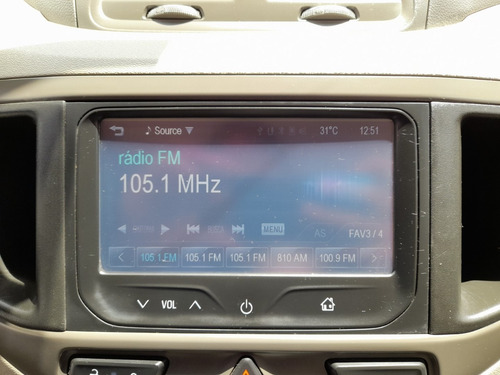 Source 31°C 12:51
rádio FM
105.1 MHz
MENU AS FAV3 / 4
105.1 FM 105.1 FM 105.1 FM 810 AM 100.9 FM
VOL